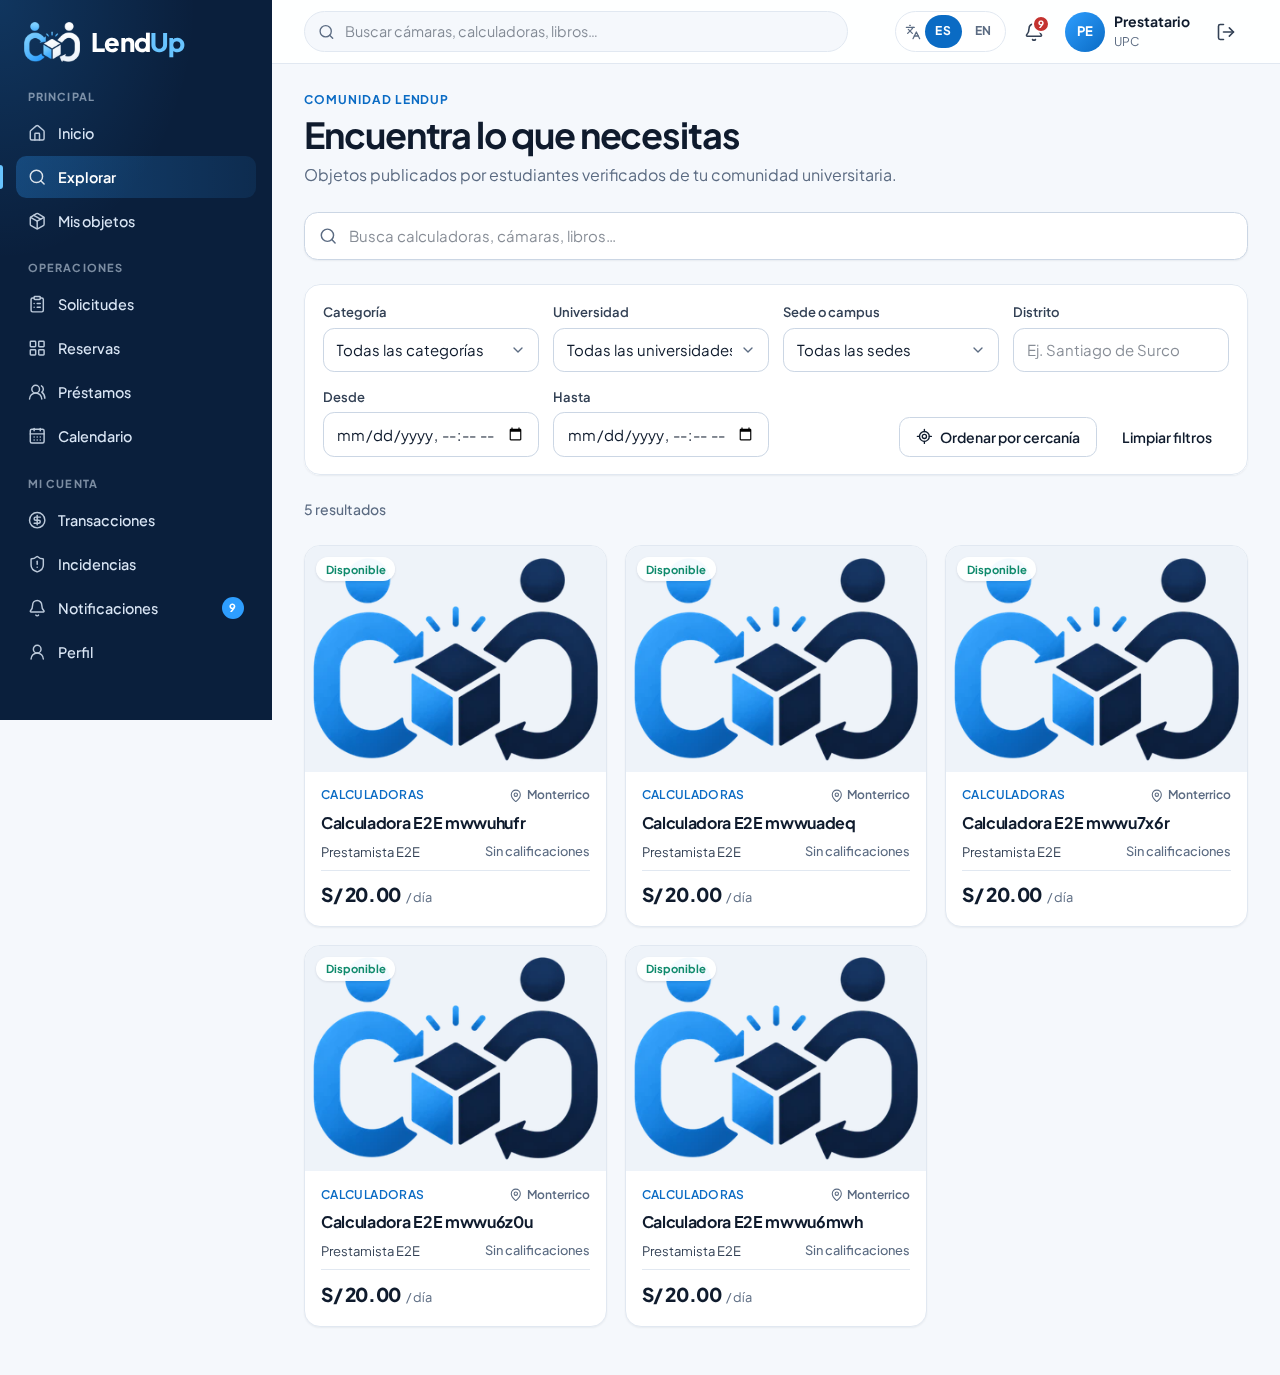 LendUp
PRINCIPAL
Inicio
Explorar
Mis objetos
OPERACIONES
Solicitudes
Reservas
Préstamos
Calendario
MI CUENTA
Transacciones
Incidencias
Notificaciones 9
Perfil
Buscar cámaras, calculadoras, libros...
ES EN
9
PE
Prestatario
UPC
COMUNIDAD LENDUP
Encuentra lo que necesitas
Objetos publicados por estudiantes verificados de tu comunidad universitaria.
Busca calculadoras, cámaras, libros...
Categoría Universidad Sede o campus Distrito
Todas las categorías Todas las universidades Todas las sedes Ej. Santiago de Surco
Desde Hasta
mm/dd/yyyy, --:-- -- mm/dd/yyyy, --:-- -- Ordenar por cercanía Limpiar filtros
5 resultados
Disponible Disponible Disponible
CALCULADORAS Monterrico CALCULADORAS Monterrico CALCULADORAS Monterrico
Calculadora E2E mwwuhufr Calculadora E2E mwwuadeq Calculadora E2E mwwu7x6r
Prestamista E2E Sin calificaciones Prestamista E2E Sin calificaciones Prestamista E2E Sin calificaciones
S/ 20.00 / día S/ 20.00 / día S/ 20.00 / día
Disponible Disponible
CALCULADORAS Monterrico CALCULADORAS Monterrico
Calculadora E2E mwwu6z0u Calculadora E2E mwwu6mwh
Prestamista E2E Sin calificaciones Prestamista E2E Sin calificaciones
S/ 20.00 / día S/ 20.00 / día